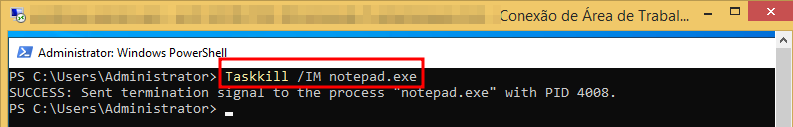 Conexão de Área de Trabal...
Administrator: Windows PowerShell
PS C:\Users\Administrator> Taskkill /IM notepad.exe
SUCCESS: Sent termination signal to the process "notepad.exe" with PID 4008.
PS C:\Users\Administrator>